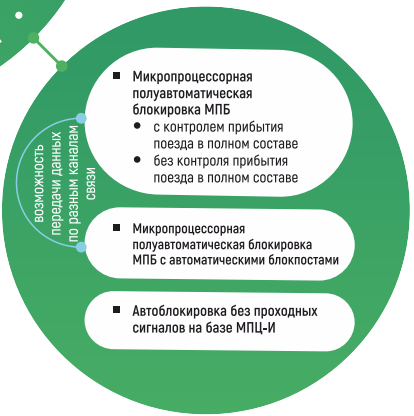 ■ Микропроцессорная
полуавтоматическая
блокировка МПБ
● с контролем прибытия
поезда в полном составе
● без контроля прибытия
поезда в полном составе
возможность
передачи данных
по разным каналам
связи
■ Микропроцессорная
полуавтоматическая блокировка
МПБ с автоматическими блокпостами
■ Автоблокировка без проходных
сигналов на базе МПЦ-И